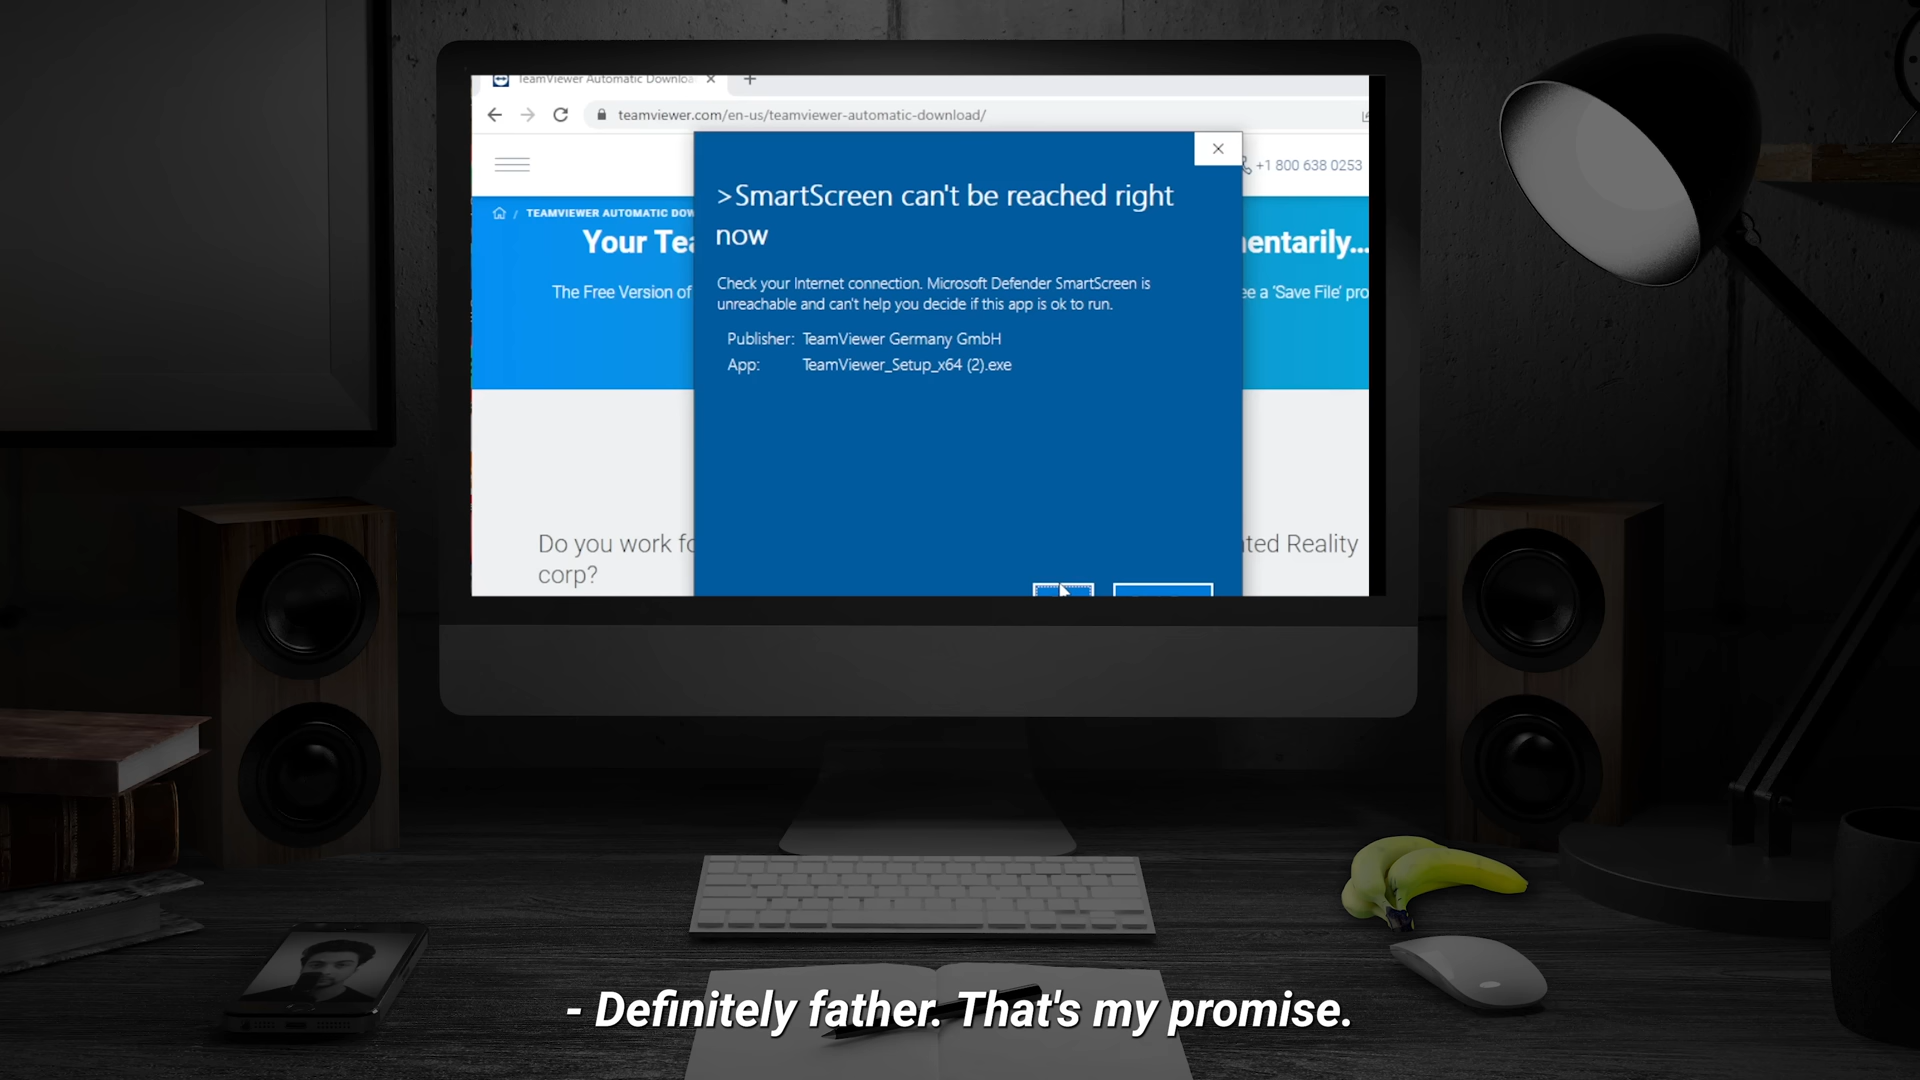 TeamViewer Automatic Downloa
teamviewer.com/en-us/teamviewer-automatic-download/
+1 800 638 0253
TEAMVIEWER AUTOMATIC DOW
Your Tea
mentarily...
The Free Version of
ee a 'Save File' pro
>SmartScreen can't be reached right
now
Check your Internet connection. Microsoft Defender SmartScreen is
unreachable and can't help you decide if this app is ok to run.
Publisher: TeamViewer Germany GmbH
App: TeamViewer_Setup_x64 (2).exe
Do you work fo
nted Reality
corp?
- Definitely father. That's my promise.